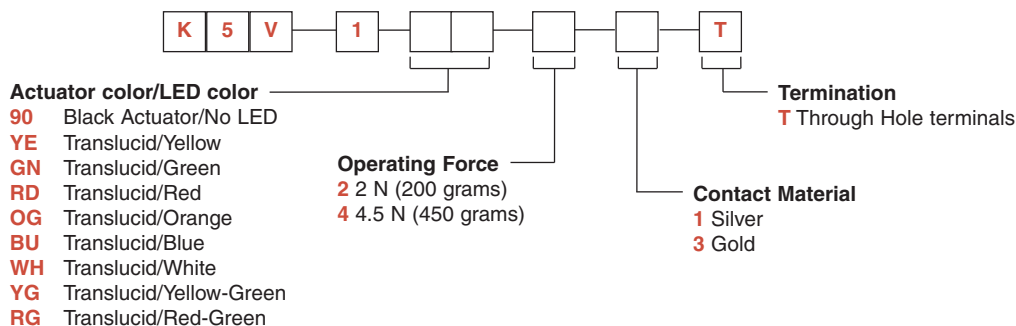 K 5 V 1 T
Actuator color/LED color
90 Black Actuator/No LED
YE Translucid/Yellow
GN Translucid/Green
RD Translucid/Red
OG Translucid/Orange
BU Translucid/Blue
WH Translucid/White
YG Translucid/Yellow-Green
RG Translucid/Red-Green
Operating Force
2 2 N (200 grams)
4 4.5 N (450 grams)
Contact Material
1 Silver
3 Gold
Termination
T Through Hole terminals